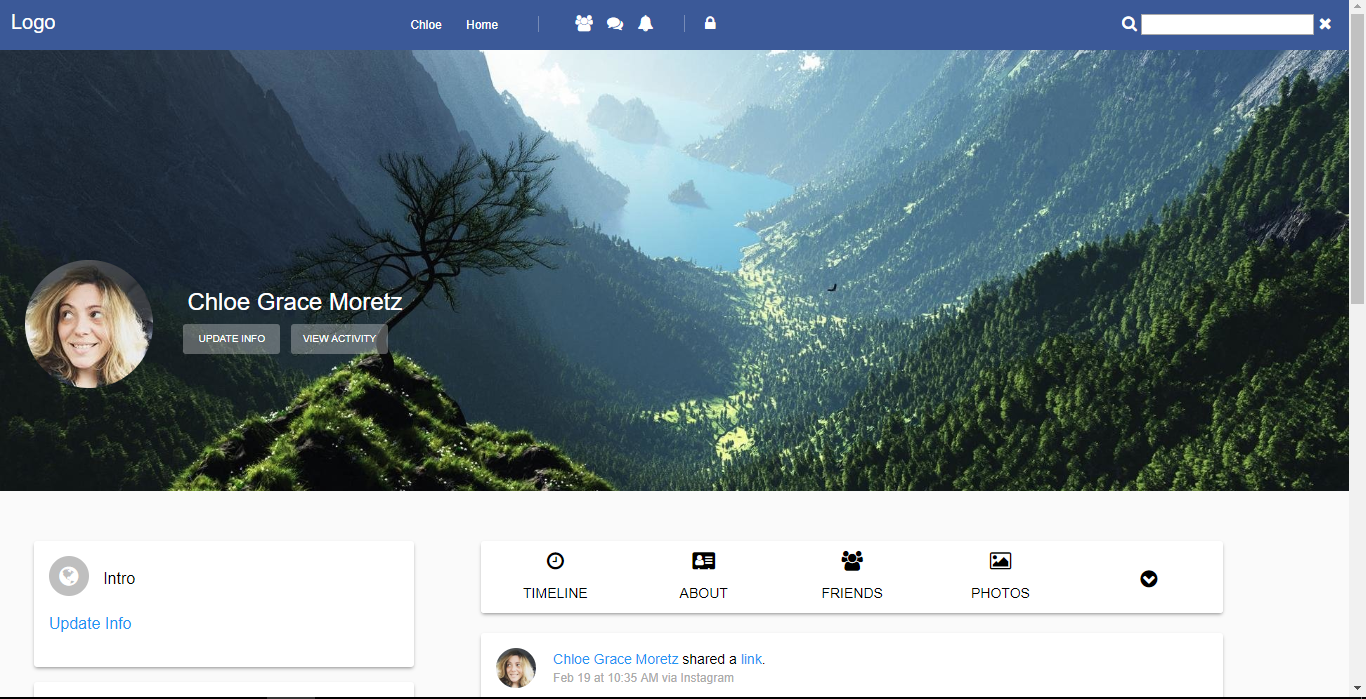 Logo
Chloe Home
Chloe Grace Moretz
UPDATE INFO VIEW ACTIVITY
Intro
Update Info
TIMELINE ABOUT FRIENDS PHOTOS
Chloe Grace Moretz shared a link.
Feb 19 at 10:35 AM via Instagram